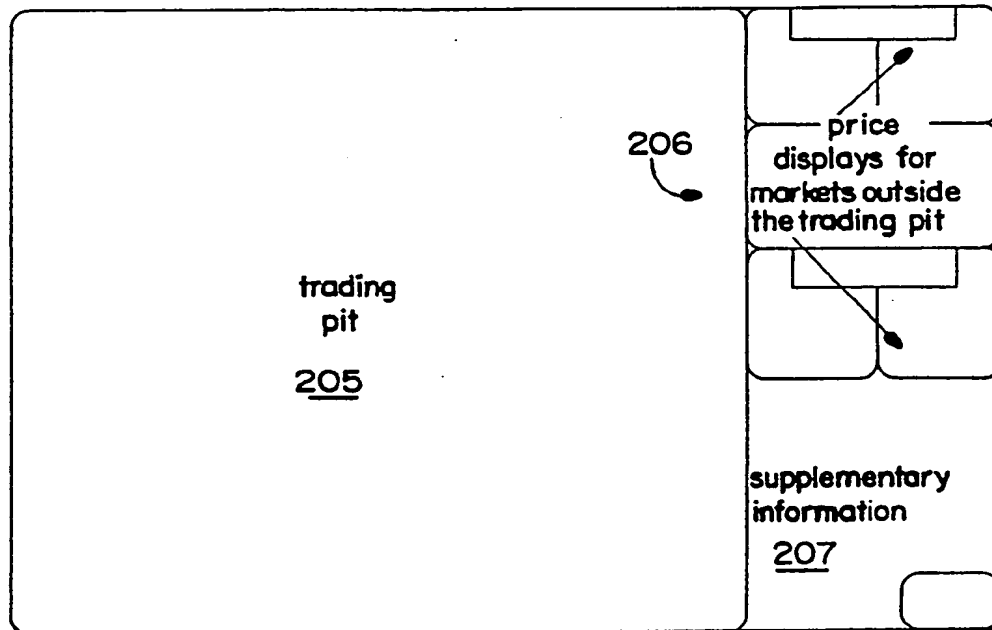 206
trading
pit
205
price
displays for
markets outside
the trading pit
supplementary
information
207